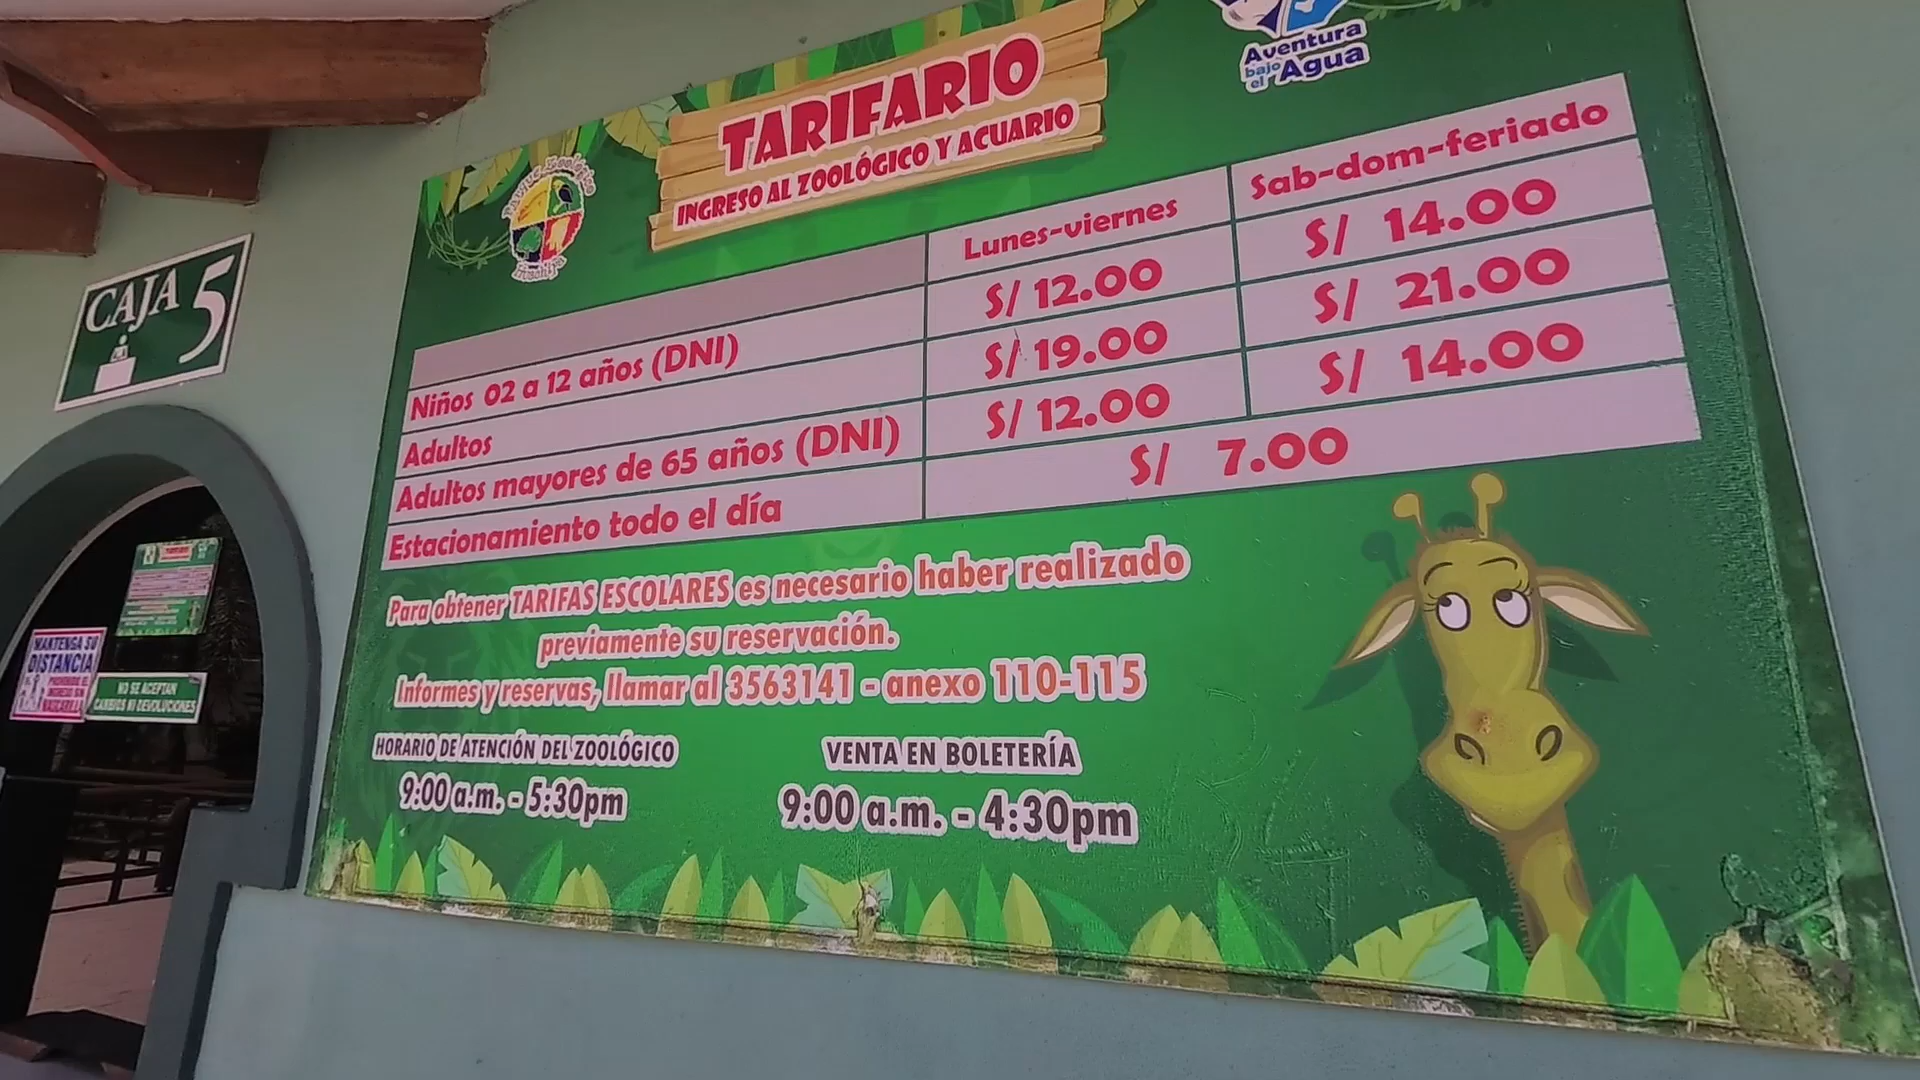 Aventura
bajo
el Agua
TARIFARIO
INGRESO AL ZOOLÓGICO Y ACUARIO
Parque Zoológico
Huachipa
CAJA 5
Lunes-viernes Sab-dom-feriado
Niños 02 a 12 años (DNI) S/ 12.00 S/ 14.00
Adultos S/ 19.00 S/ 21.00
Adultos mayores de 65 años (DNI) S/ 12.00 S/ 14.00
Estacionamiento todo el día S/ 7.00
Para obtener TARIFAS ESCOLARES es necesario haber realizado
previamente su reservación.
Informes y reservas, llamar al 3563141 - anexo 110-115
HORARIO DE ATENCIÓN DEL ZOOLÓGICO
9:00 a.m. - 5:30pm
VENTA EN BOLETERÍA
9:00 a.m. - 4:30pm
TARIFARIO
MANTENGA SU
DISTANCIA
NO SE ACEPTAN
CAMBIOS NI DEVOLUCIONES